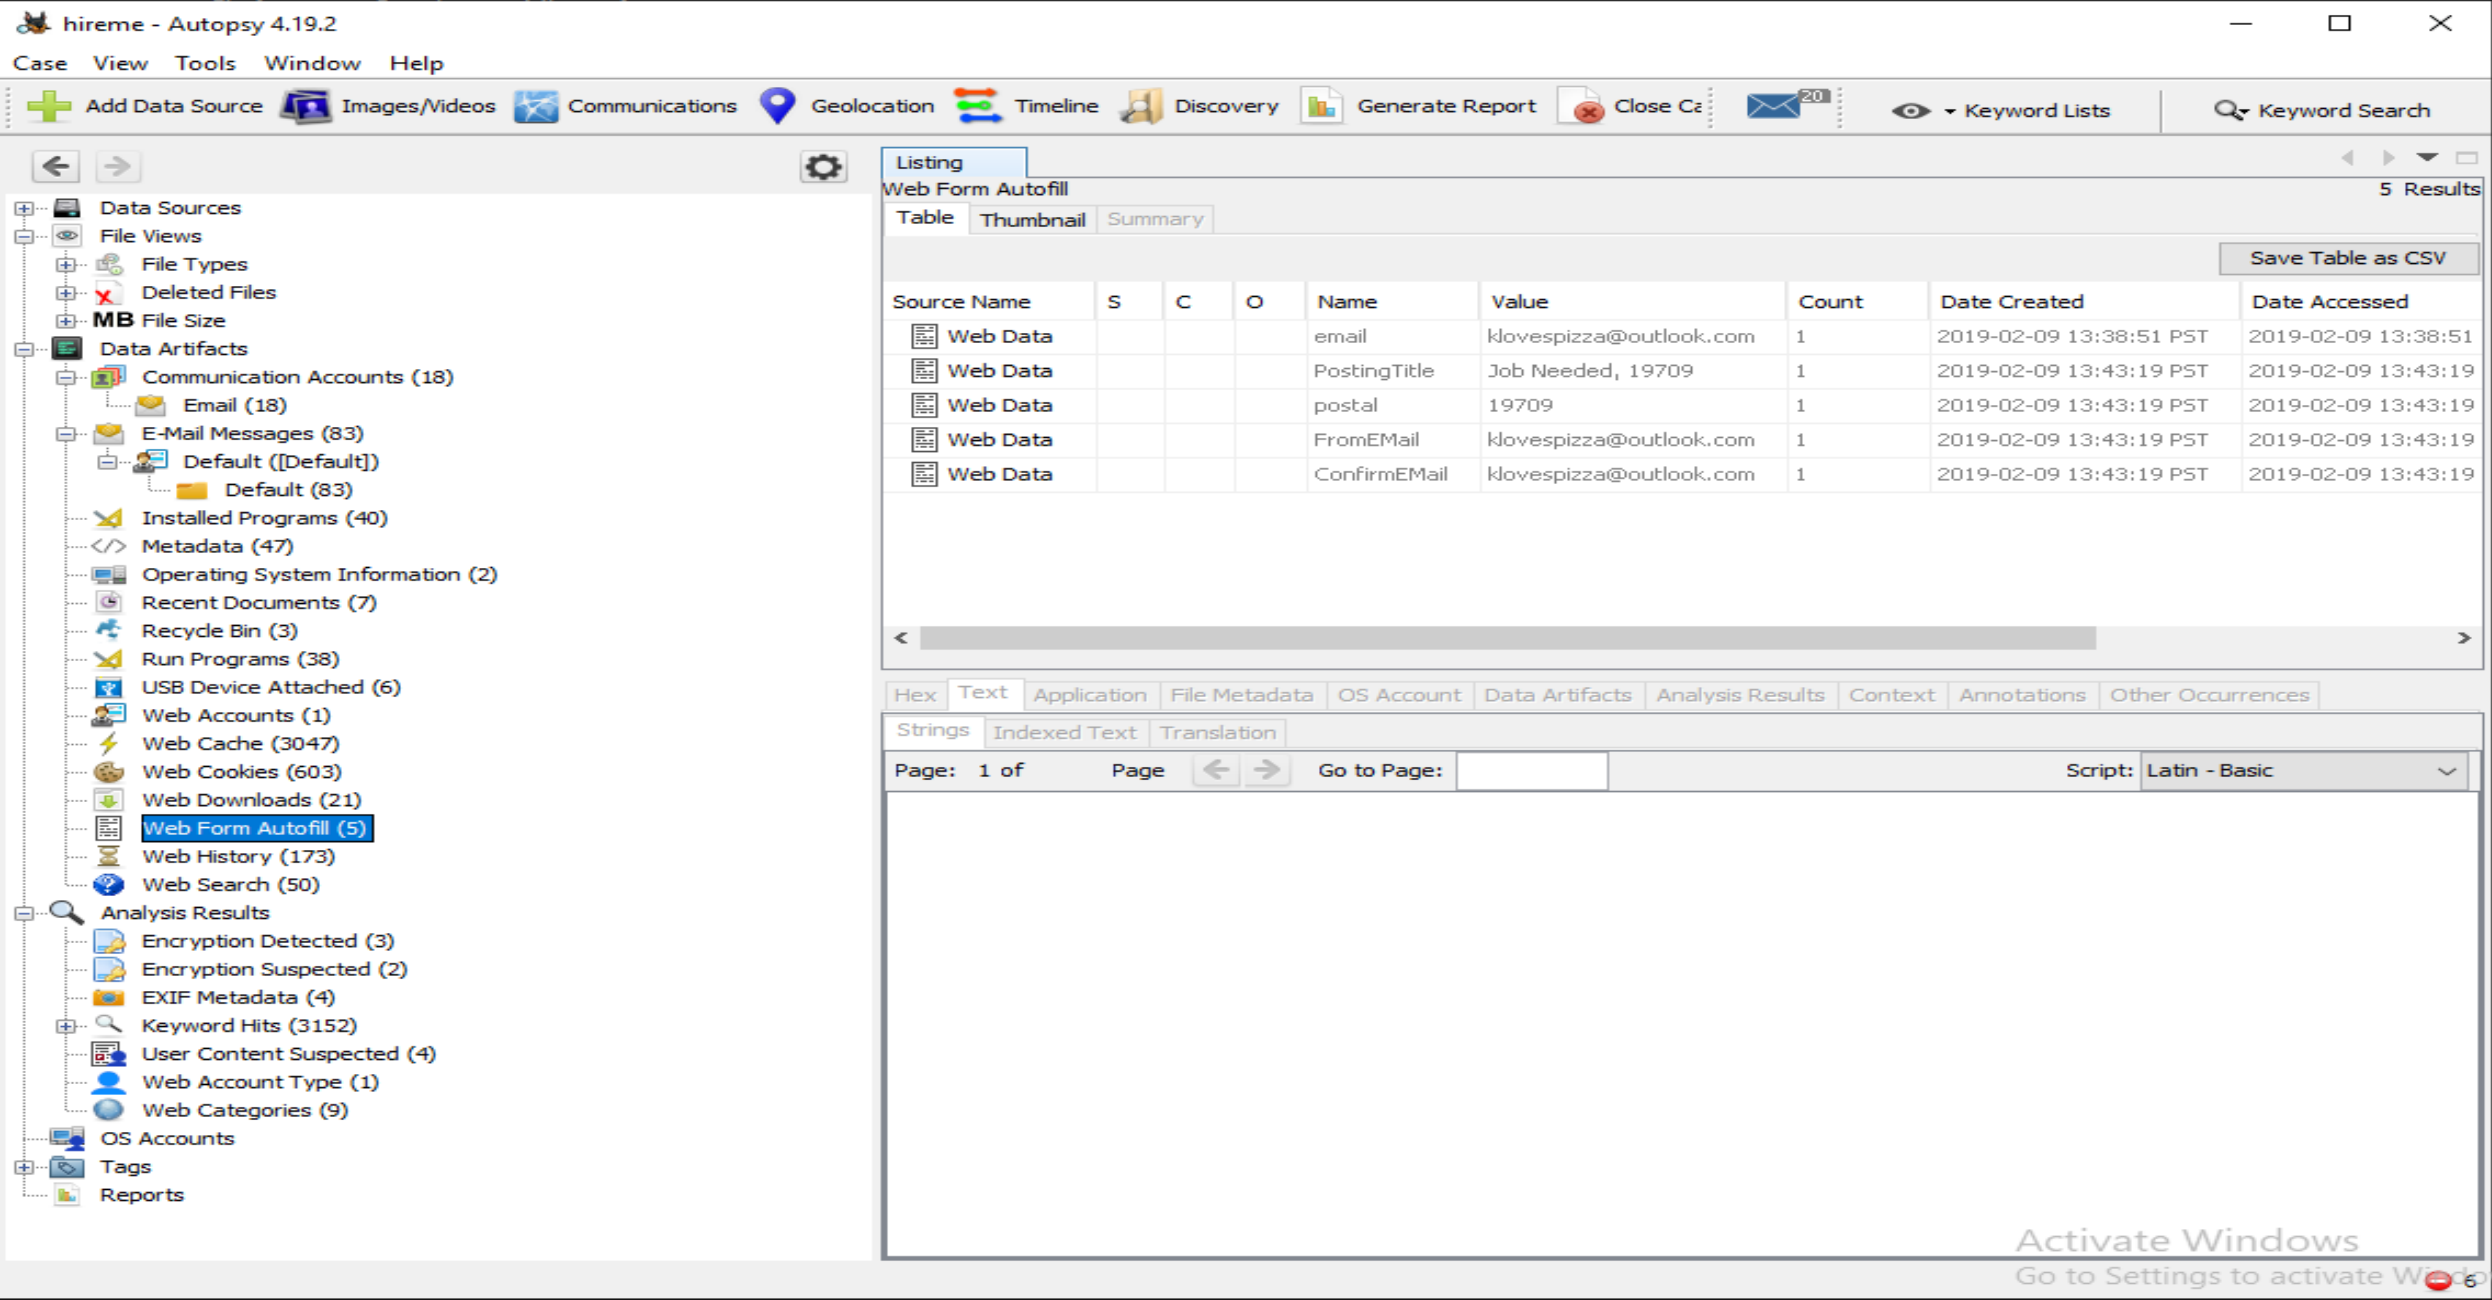 hireme - Autopsy 4.19.2
Case View Tools Window Help
Add Data Source Images/Videos Communications Geolocation Timeline Discovery Generate Report Close Ca 20 Keyword Lists Keyword Search
Data Sources
File Views
File Types
Deleted Files
MB File Size
Data Artifacts
Communication Accounts (18)
Email (18)
E-Mail Messages (83)
Default ([Default])
Default (83)
Installed Programs (40)
Metadata (47)
Operating System Information (2)
Recent Documents (7)
Recycle Bin (3)
Run Programs (38)
USB Device Attached (6)
Web Accounts (1)
Web Cache (3047)
Web Cookies (603)
Web Downloads (21)
Web Form Autofill (5)
Web History (173)
Web Search (50)
Analysis Results
Encryption Detected (3)
Encryption Suspected (2)
EXIF Metadata (4)
Keyword Hits (3152)
User Content Suspected (4)
Web Account Type (1)
Web Categories (9)
OS Accounts
Tags
Reports
Listing
Web Form Autofill 5 Results
Table Thumbnail Summary
Save Table as CSV
Source Name S C O Name Value Count Date Created Date Accessed
Web Data email klovespizza@outlook.com 1 2019-02-09 13:38:51 PST 2019-02-09 13:38:51
Web Data PostingTitle Job Needed, 19709 1 2019-02-09 13:43:19 PST 2019-02-09 13:43:19
Web Data postal 19709 1 2019-02-09 13:43:19 PST 2019-02-09 13:43:19
Web Data FromEMail klovespizza@outlook.com 1 2019-02-09 13:43:19 PST 2019-02-09 13:43:19
Web Data ConfirmEMail klovespizza@outlook.com 1 2019-02-09 13:43:19 PST 2019-02-09 13:43:19
Hex Text Application File Metadata OS Account Data Artifacts Analysis Results Context Annotations Other Occurrences
Strings Indexed Text Translation
Page: 1 of Page Go to Page: Script: Latin - Basic
Activate Windows
Go to Settings to activate
6